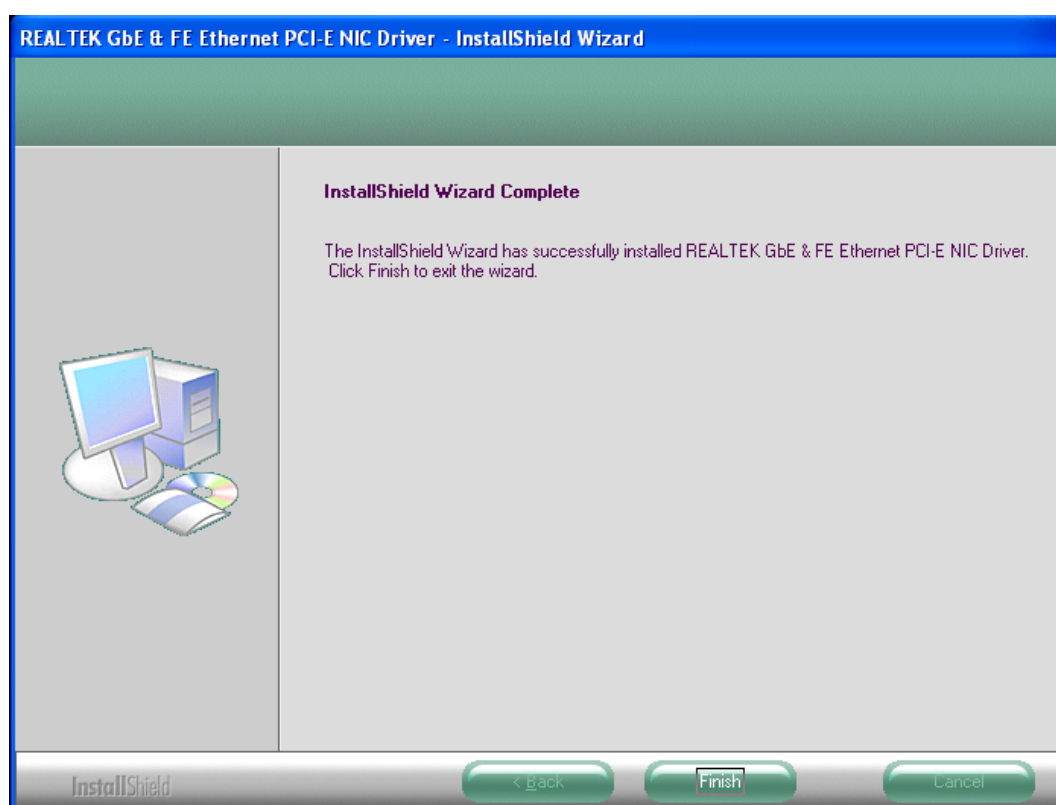 REALTEK GbE & FE Ethernet PCI-E NIC Driver - InstallShield Wizard
InstallShield Wizard Complete
The InstallShield Wizard has successfully installed REALTEK GbE & FE Ethernet PCI-E NIC Driver.
Click Finish to exit the wizard.
InstallShield
< Back
Finish
Cancel